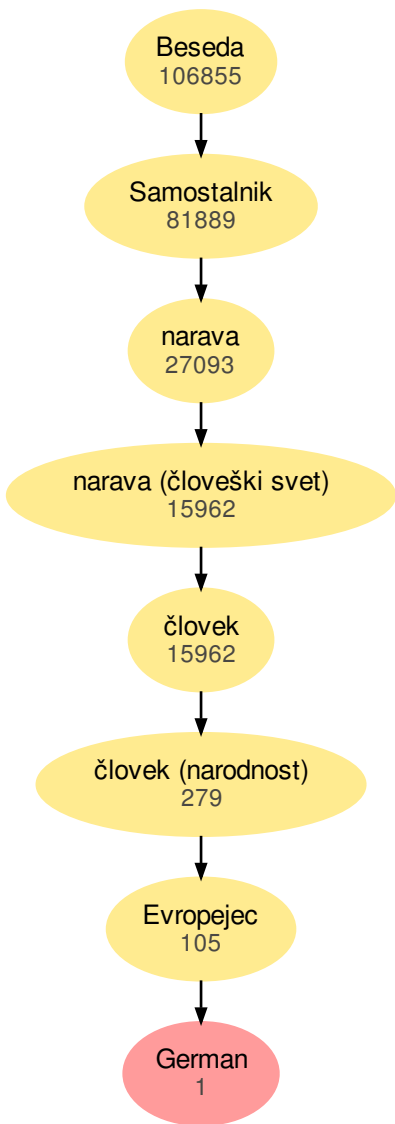 Beseda
106855
Samostalnik
81889
narava
27093
narava (človeški svet)
15962
človek
15962
človek (narodnost)
279
Evropejec
105
German
1